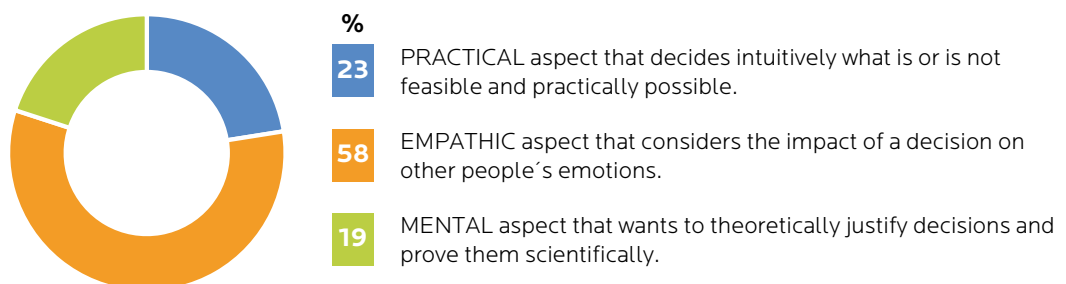 %
23
PRACTICAL aspect that decides intuitively what is or is not
feasible and practically possible.
58
EMPATHIC aspect that considers the impact of a decision on
other people´s emotions.
19
MENTAL aspect that wants to theoretically justify decisions and
prove them scientifically.